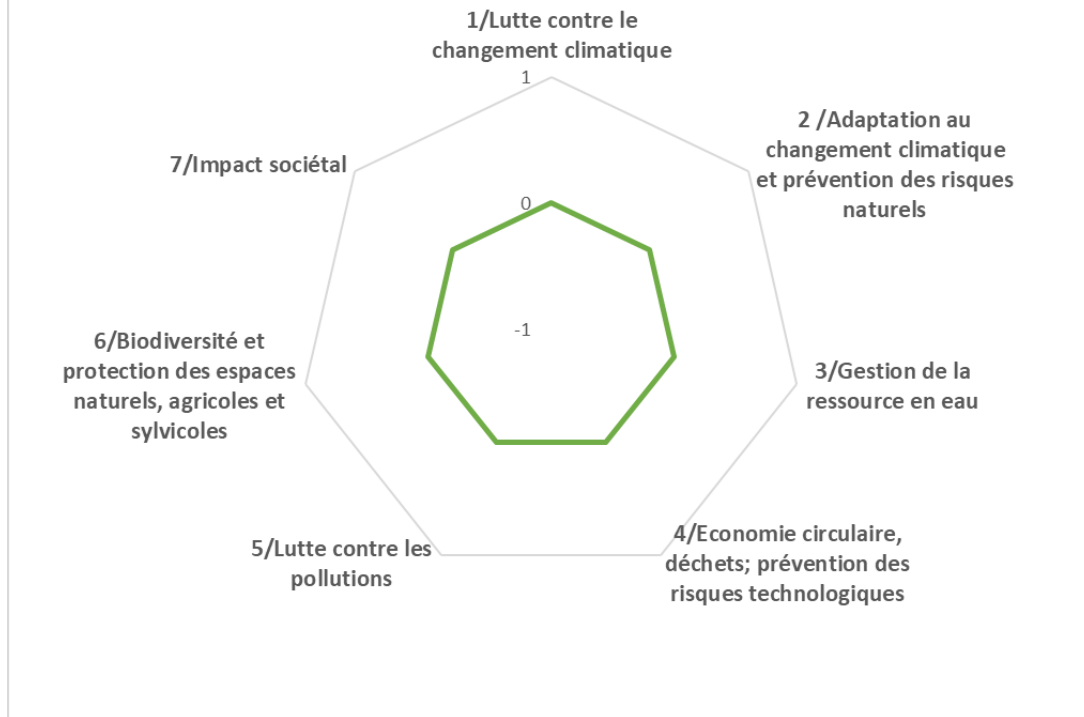 1/Lutte contre le
changement climatique
1
2 /Adaptation au
changement climatique
et prévention des risques
naturels
7/Impact sociétal
0
-1
6/Biodiversité et
protection des espaces
naturels, agricoles et
sylvicoles
3/Gestion de la
ressource en eau
4/Economie circulaire,
déchets; prévention des
risques technologiques
5/Lutte contre les
pollutions